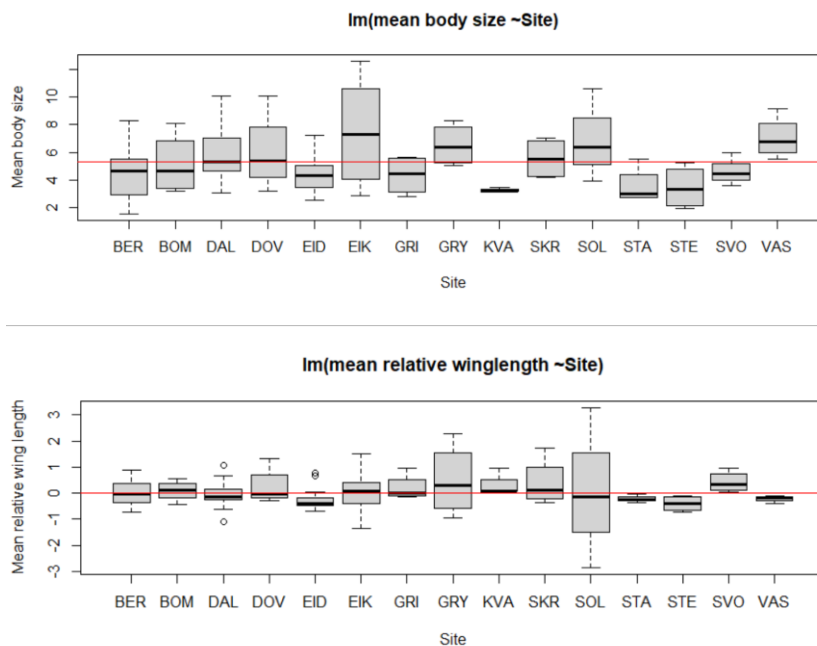 lm(mean body size ~Site)
Mean body size
10
8
6
4
2
BER BOM DAL DOV EID EIK GRI GRY KVA SKR SOL STA STE SVO VAS
Site
lm(mean relative winglength ~Site)
Mean relative wing length
3
2
1
0
-1
-2
-3
BER BOM DAL DOV EID EIK GRI GRY KVA SKR SOL STA STE SVO VAS
Site